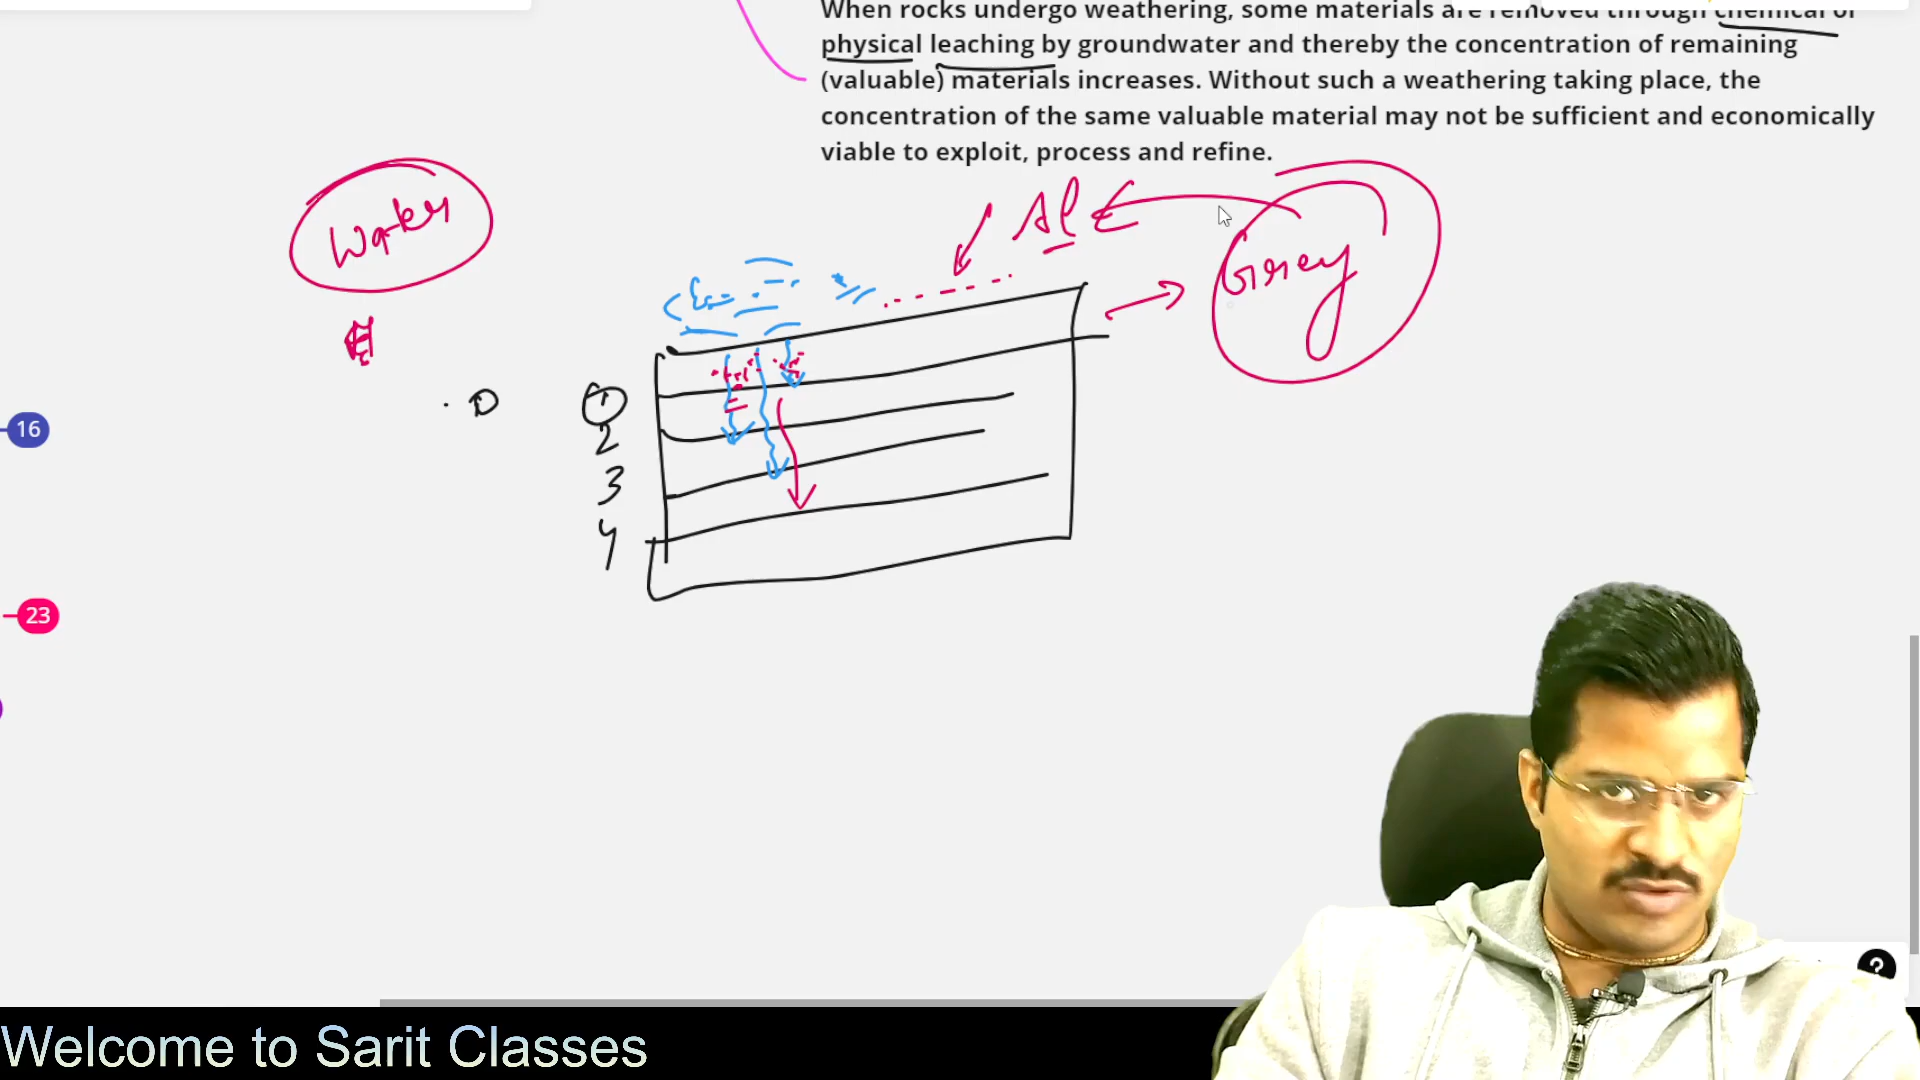 When rocks undergo weathering, some materials are removed through chemical or
physical leaching by groundwater and thereby the concentration of remaining
(valuable) materials increases. Without such a weathering taking place, the
concentration of the same valuable material may not be sufficient and economically
viable to exploit, process and refine.
Water
Grey
1
2
3
4
16
23
?
Welcome to Sarit Classes